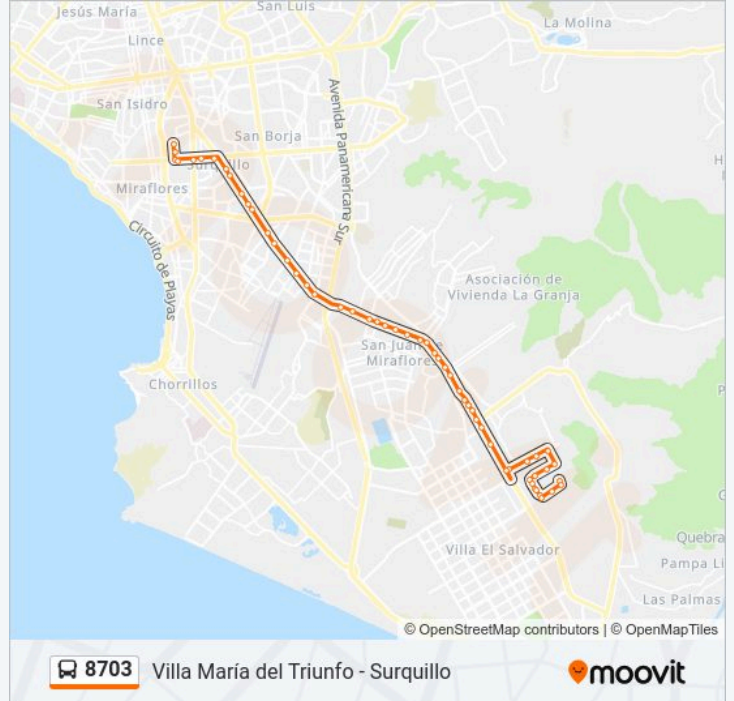 San Luis
Jesús María
La Molina
Lince
San Isidro
Avenida Panamericana Sur
San Borja
Surquillo
Miraflores
Circuito de Playas
Asociación de
Vivienda La Granja
San Juan de
Miraflores
Chorrillos
Villa El Salvador
Quebra
Pampa Li
Las Palmas
© OpenStreetMap contributors | © OpenMapTiles
8703 Villa María del Triunfo - Surquillo
moovit